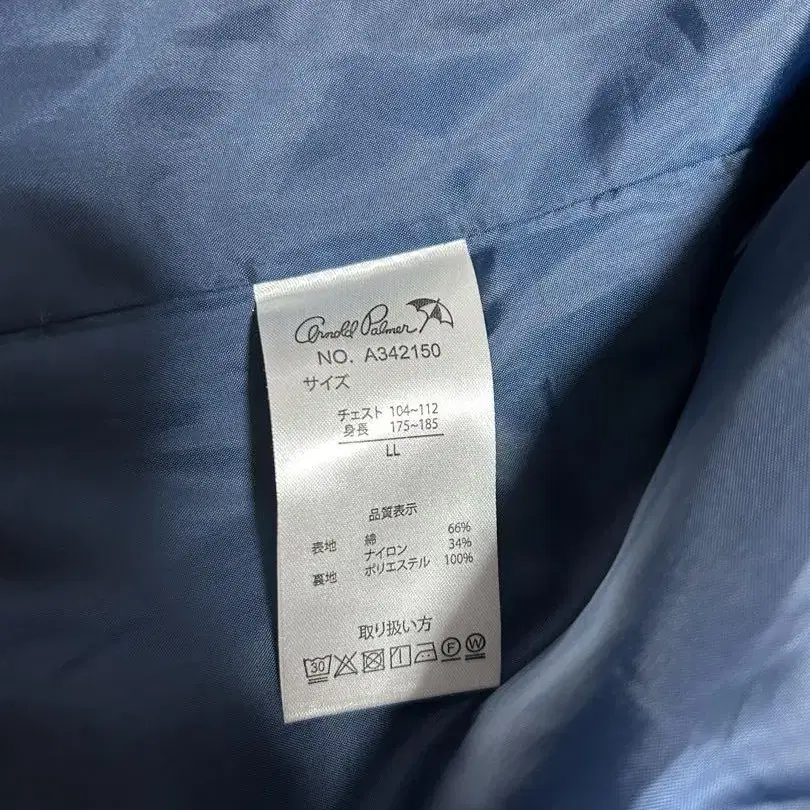 Arnold Palmer
NO. A342150
サイズ
チェスト 104~112
身長 175~185
LL
品質表示
表地 綿 66%
ナイロン 34%
裏地 ポリエステル 100%
取り扱い方
30 F W